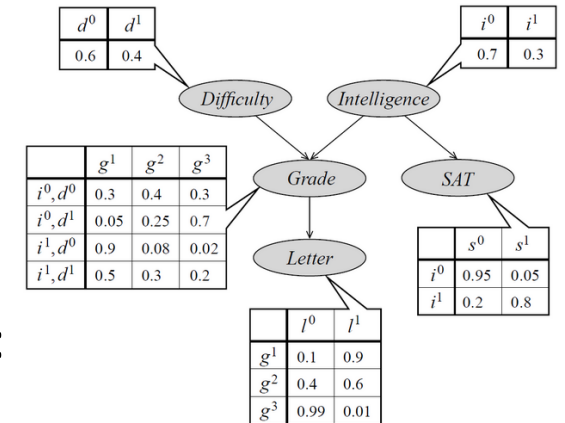 d⁰ d¹
0.6 0.4
i⁰ i¹
0.7 0.3
Difficulty
Intelligence
g¹ g² g³
i⁰,d⁰ 0.3 0.4 0.3
i⁰,d¹ 0.05 0.25 0.7
i¹,d⁰ 0.9 0.08 0.02
i¹,d¹ 0.5 0.3 0.2
Grade
SAT
s⁰ s¹
i⁰ 0.95 0.05
i¹ 0.2 0.8
Letter
l⁰ l¹
g¹ 0.1 0.9
g² 0.4 0.6
g³ 0.99 0.01